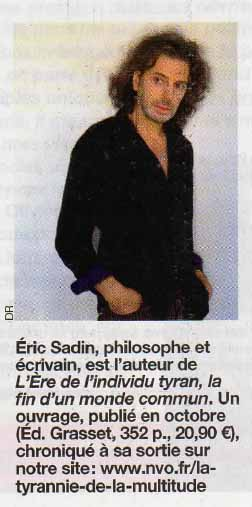 DR
Éric Sadin, philosophe et
écrivain, est l'auteur de
L'Ère de l'individu tyran, la
fin d'un monde commun. Un
ouvrage, publié en octobre
(Éd. Grasset, 352 p., 20,90 €),
chroniqué à sa sortie sur
notre site: www.nvo.fr/la-
tyrannie-de-la-multitude